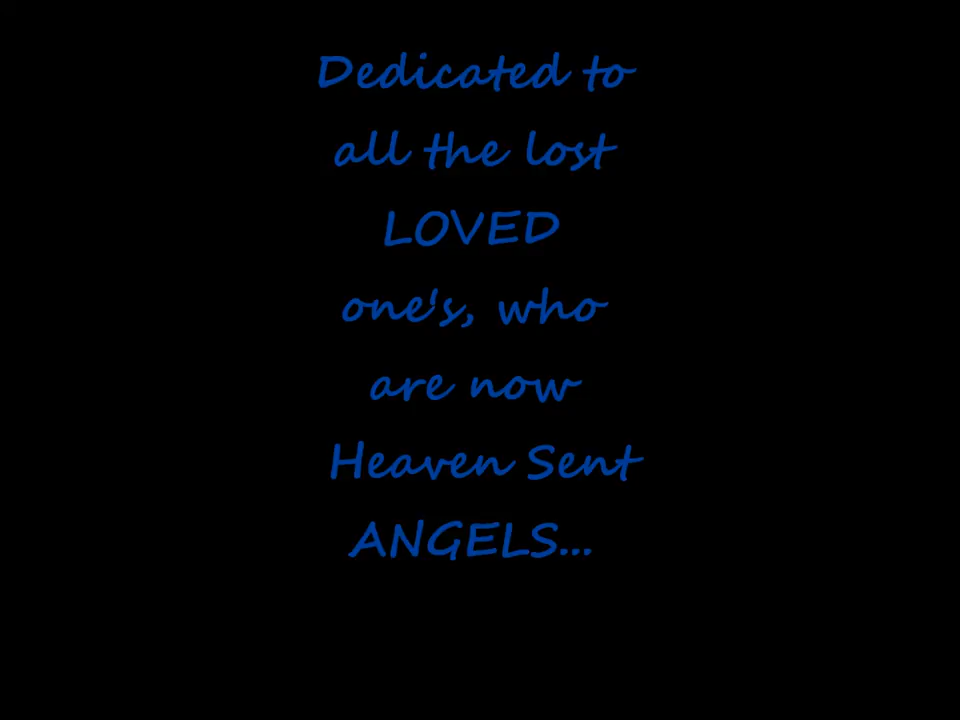 Dedicated to
all the lost
LOVED
one's, who
are now
Heaven Sent
ANGELS...